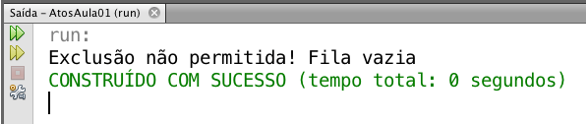 Saída - AtosAula01 (run)
run:
Exclusão não permitida! Fila vazia
CONSTRUÍDO COM SUCESSO (tempo total: 0 segundos)